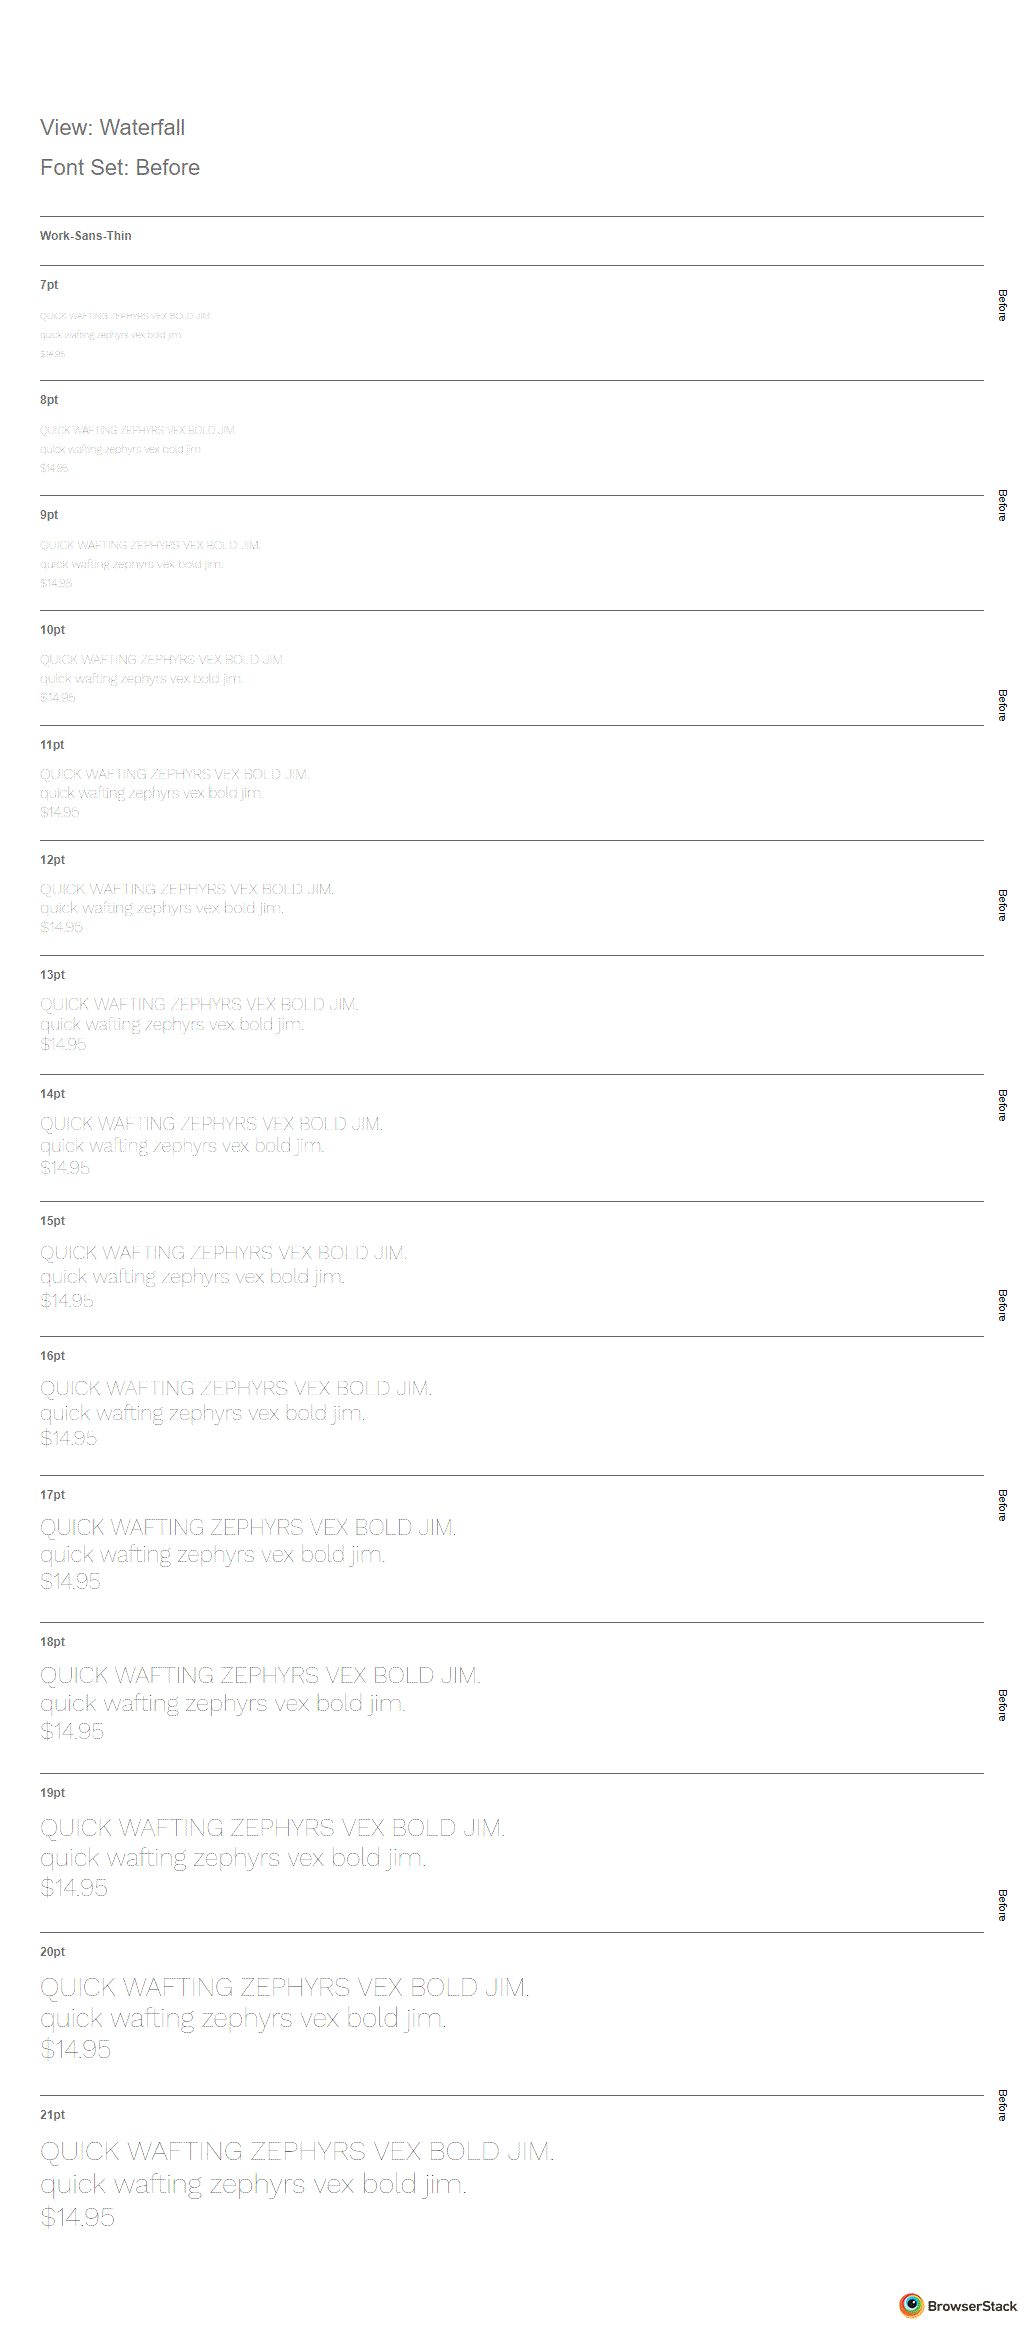 View: Waterfall
Font Set: Before
Work-Sans-Thin
7pt
QUICK WAFTING ZEPHYRS VEX BOLD JIM.
quick wafting zephyrs vex bold jim.
$14.95
8pt
QUICK WAFTING ZEPHYRS VEX BOLD JIM.
quick wafting zephyrs vex bold jim.
$14.95
9pt
QUICK WAFTING ZEPHYRS VEX BOLD JIM.
quick wafting zephyrs vex bold jim.
$14.95
10pt
QUICK WAFTING ZEPHYRS VEX BOLD JIM.
quick wafting zephyrs vex bold jim.
$14.95
11pt
QUICK WAFTING ZEPHYRS VEX BOLD JIM.
quick wafting zephyrs vex bold jim.
$14.95
12pt
QUICK WAFTING ZEPHYRS VEX BOLD JIM.
quick wafting zephyrs vex bold jim.
$14.95
13pt
QUICK WAFTING ZEPHYRS VEX BOLD JIM.
quick wafting zephyrs vex bold jim.
$14.95
14pt
QUICK WAFTING ZEPHYRS VEX BOLD JIM.
quick wafting zephyrs vex bold jim.
$14.95
15pt
QUICK WAFTING ZEPHYRS VEX BOLD JIM.
quick wafting zephyrs vex bold jim.
$14.95
16pt
QUICK WAFTING ZEPHYRS VEX BOLD JIM.
quick wafting zephyrs vex bold jim.
$14.95
17pt
QUICK WAFTING ZEPHYRS VEX BOLD JIM.
quick wafting zephyrs vex bold jim.
$14.95
18pt
QUICK WAFTING ZEPHYRS VEX BOLD JIM.
quick wafting zephyrs vex bold jim.
$14.95
19pt
QUICK WAFTING ZEPHYRS VEX BOLD JIM.
quick wafting zephyrs vex bold jim.
$14.95
20pt
QUICK WAFTING ZEPHYRS VEX BOLD JIM.
quick wafting zephyrs vex bold jim.
$14.95
21pt
QUICK WAFTING ZEPHYRS VEX BOLD JIM.
quick wafting zephyrs vex bold jim.
$14.95
Before
Before
Before
Before
Before
Before
Before
Before
Before
Before
BrowserStack